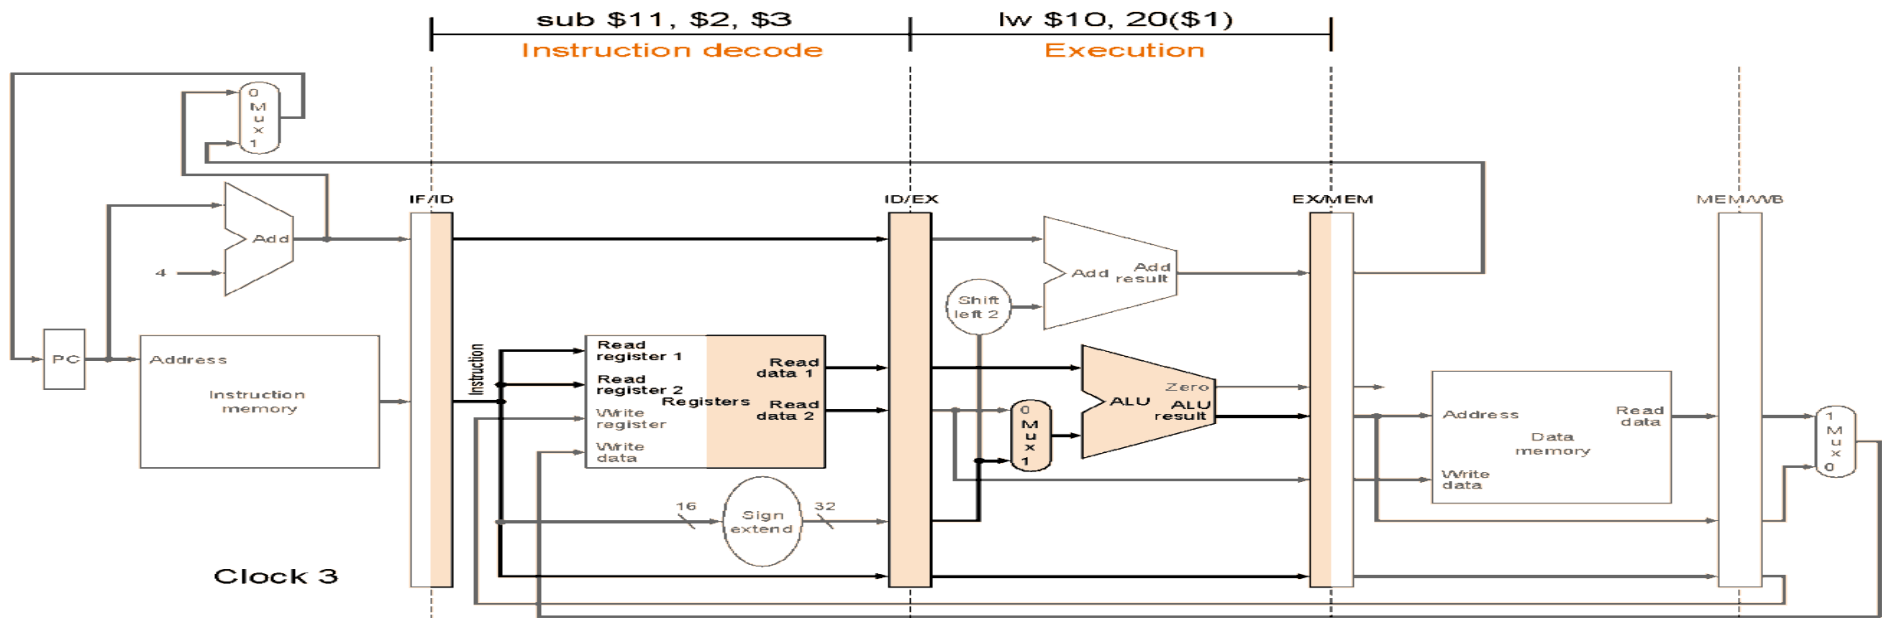 sub $11, $2, $3
lw $10, 20($1)
Instruction decode
Execution
0
M
u
x
1
IF/ID
ID/EX
EX/MEM
MEM/WB
Add
4
Add
Add
result
Shift
left 2
PC
Address
Instruction
memory
Instruction
Read
register 1
Read
register 2
Registers
Write
register
Write
data
Read
data 1
Read
data 2
0
M
u
x
1
Zero
ALU
ALU
result
Address
Read
data
Data
memory
Write
data
1
M
u
x
0
16
Sign
extend
32
Clock 3